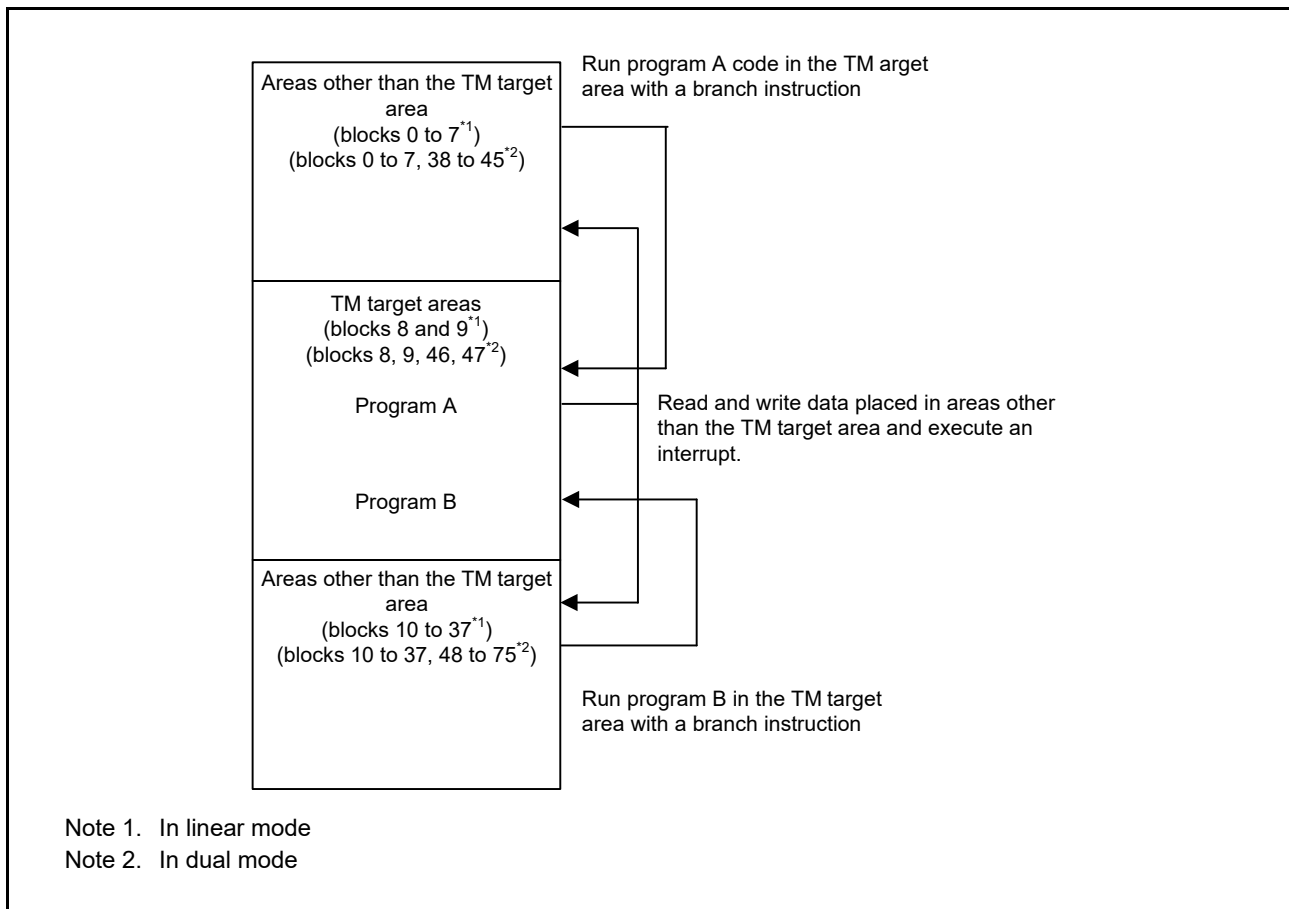 Run program A code in the TM arget
area with a branch instruction
Areas other than the TM target
area
(blocks 0 to 7*1)
(blocks 0 to 7, 38 to 45*2)
TM target areas
(blocks 8 and 9*1)
(blocks 8, 9, 46, 47*2)
Program A
Read and write data placed in areas other
than the TM target area and execute an
interrupt.
Program B
Areas other than the TM target
area
(blocks 10 to 37*1)
(blocks 10 to 37, 48 to 75*2)
Run program B in the TM target
area with a branch instruction
Note 1. In linear mode
Note 2. In dual mode